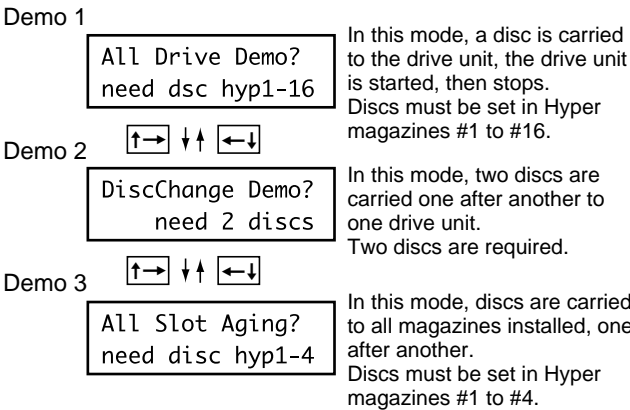 Demo 1
All Drive Demo?
need dsc hyp1-16
In this mode, a disc is carried
to the drive unit, the drive unit
is started, then stops.
Discs must be set in Hyper
magazines #1 to #16.
↑→ ↓↑ ←↓
Demo 2
DiscChange Demo?
need 2 discs
In this mode, two discs are
carried one after another to
one drive unit.
Two discs are required.
↑→ ↓↑ ←↓
Demo 3
All Slot Aging?
need disc hyp1-4
In this mode, discs are carried
to all magazines installed, one
after another.
Discs must be set in Hyper
magazines #1 to #4.